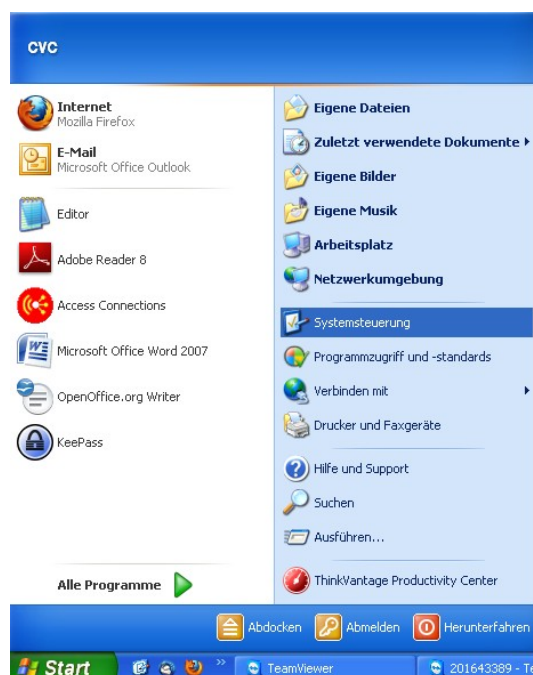 cvc
Internet
Mozilla Firefox
E-Mail
Microsoft Office Outlook
Editor
Adobe Reader 8
Access Connections
Microsoft Office Word 2007
OpenOffice.org Writer
KeePass
Alle Programme
Eigene Dateien
Zuletzt verwendete Dokumente
Eigene Bilder
Eigene Musik
Arbeitsplatz
Netzwerkumgebung
Systemsteuerung
Programmzugriff und -standards
Verbinden mit
Drucker und Faxgeräte
Hilfe und Support
Suchen
Ausführen...
ThinkVantage Productivity Center
Abdocken
Abmelden
Herunterfahren
Start
TeamViewer
201643389 - Te